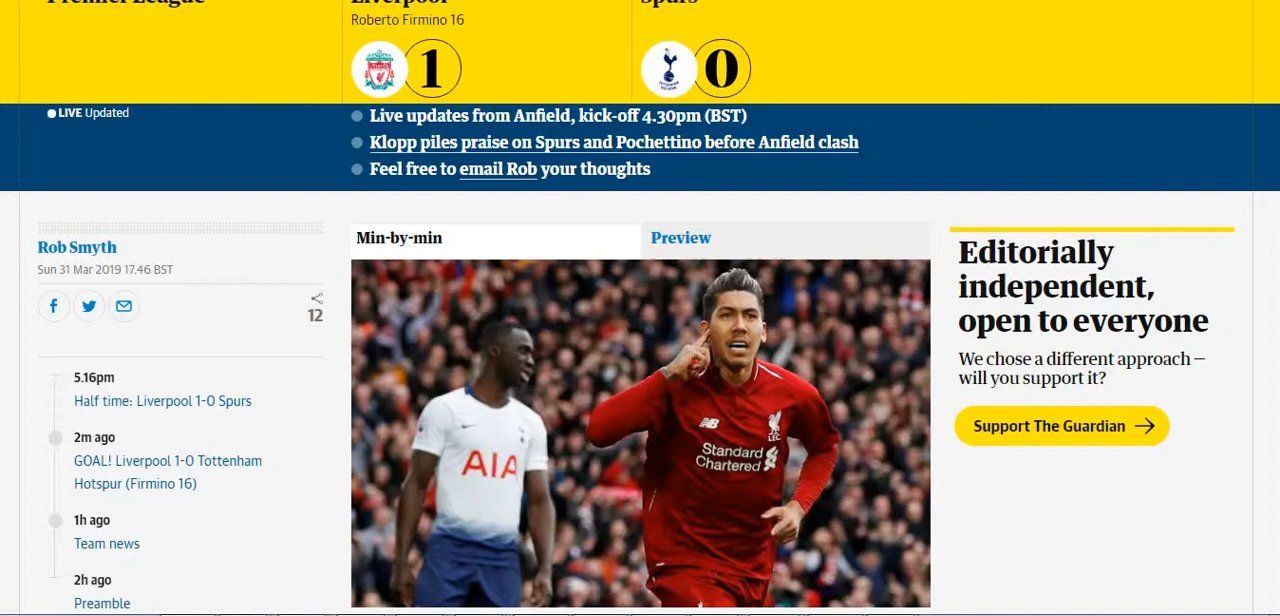 Premier League
Liverpool
Spurs
Roberto Firmino 16
1
0
LIVE Updated
Live updates from Anfield, kick-off 4.30pm (BST)
Klopp piles praise on Spurs and Pochettino before Anfield clash
Feel free to email Rob your thoughts
Rob Smyth
Sun 31 Mar 2019 17.46 BST
12
5.16pm
Half time: Liverpool 1-0 Spurs
2m ago
GOAL! Liverpool 1-0 Tottenham
Hotspur (Firmino 16)
1h ago
Team news
2h ago
Preamble
Min-by-min
Preview
AIA
Standard
Chartered
LFC
Editorially
independent,
open to everyone
We chose a different approach –
will you support it?
Support The Guardian